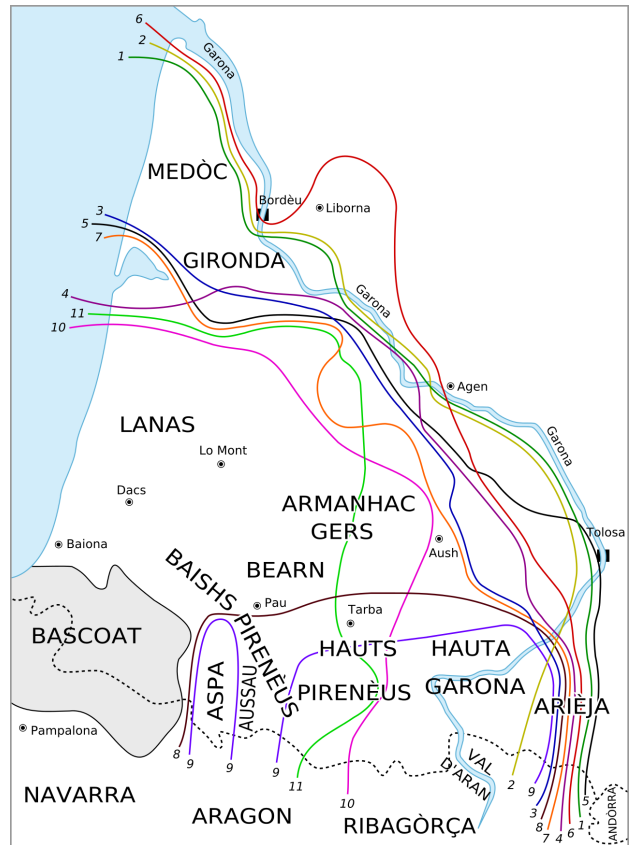 6
2
1
Garona
MEDÒC
Bordèu
Liborna
3
5
7
GIRONDA
4
11
10
Garona
Agen
LANAS
Garona
Lo Mont
Dacs
ARMANHAC
GERS
Tolosa
Baiona
Aush
BEARN
BAISHS PIRENÈUS
Pau
Tarba
BASCOAT
HAUTS
PIRENÈUS
HAUTA
GARONA
ASPA
AUSSAU
ARIÈJA
Pampalona
8
9
9
9
11
10
VAL
D'ARAN
2
9
3
8
7
4
6
1
5
ANDÒRRA
NAVARRA
ARAGON
RIBAGÒRÇA